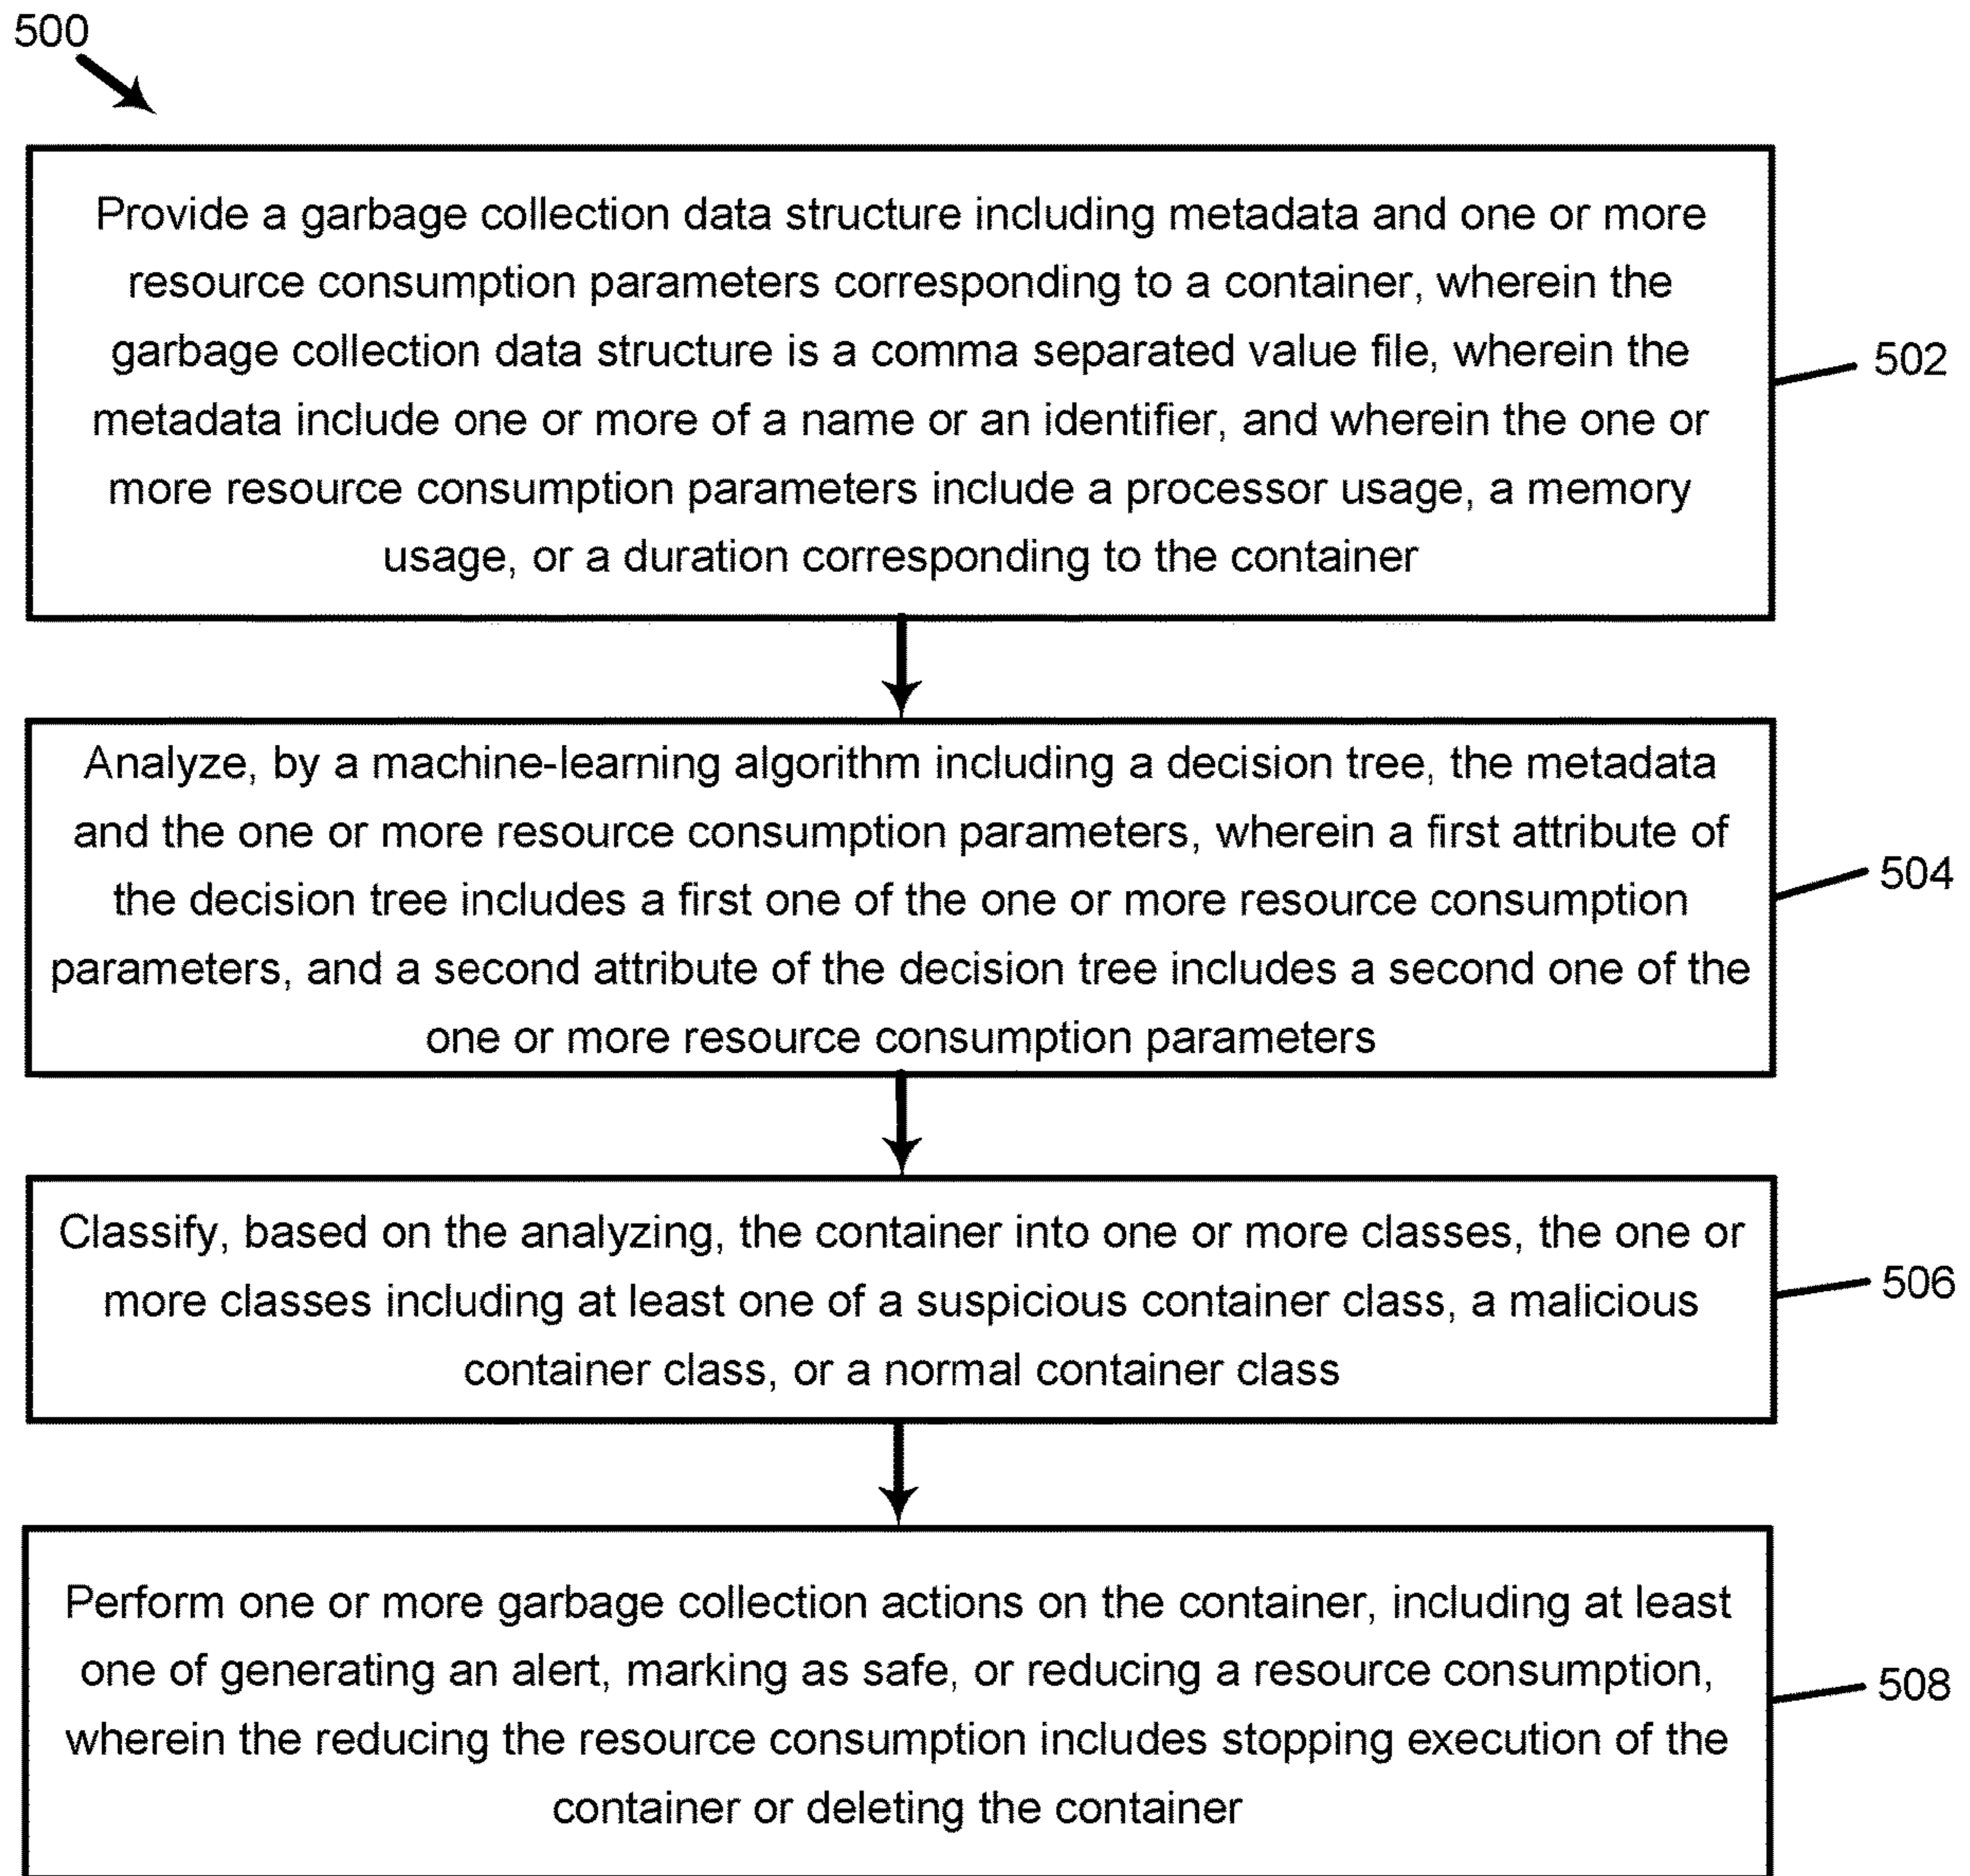 500
Provide a garbage collection data structure including metadata and one or more
resource consumption parameters corresponding to a container, wherein the
garbage collection data structure is a comma separated value file, wherein the
metadata include one or more of a name or an identifier, and wherein the one or
more resource consumption parameters include a processor usage, a memory
usage, or a duration corresponding to the container
502
Analyze, by a machine-learning algorithm including a decision tree, the metadata
and the one or more resource consumption parameters, wherein a first attribute of
the decision tree includes a first one of the one or more resource consumption
parameters, and a second attribute of the decision tree includes a second one of the
one or more resource consumption parameters
504
Classify, based on the analyzing, the container into one or more classes, the one or
more classes including at least one of a suspicious container class, a malicious
container class, or a normal container class
506
Perform one or more garbage collection actions on the container, including at least
one of generating an alert, marking as safe, or reducing a resource consumption,
wherein the reducing the resource consumption includes stopping execution of the
container or deleting the container
508